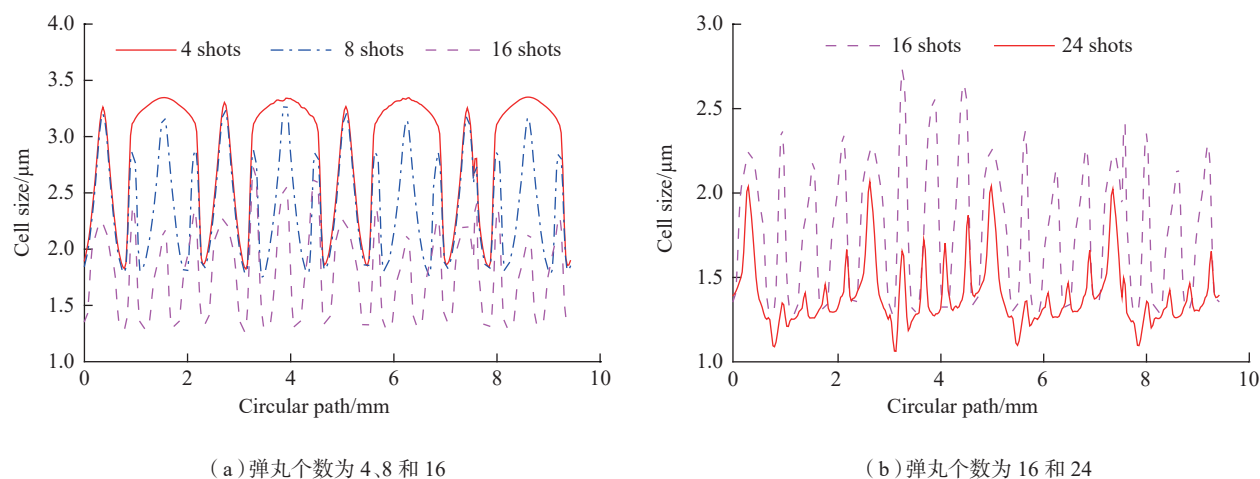 4 shots 8 shots 16 shots
4.0
3.5
3.0
2.5
2.0
1.5
1.0
Cell size/μm
0 2 4 6 8 10
Circular path/mm
(a)弹丸个数为 4、8 和 16
16 shots 24 shots
3.0
2.5
2.0
1.5
1.0
Cell size/μm
0 2 4 6 8 10
Circular path/mm
(b)弹丸个数为 16 和 24